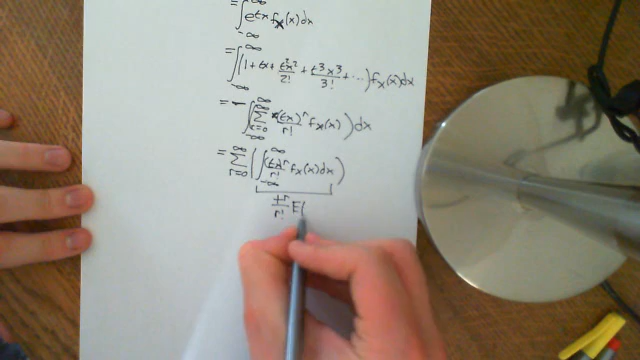 = ∫_{-∞}^{∞} e^{tx} f_X(x) dx
= ∫_{-∞}^{∞} (1 + tx + t²x²/2! + t³x³/3! + ...) f_X(x) dx
= ∫_{-∞}^{∞} (∑_{r=0}^{∞} (tx)^r/r! f_X(x)) dx
= ∑_{r=0}^{∞} (∫_{-∞}^{∞} (tx)^r/r! f_X(x) dx)
t^r/r! E(